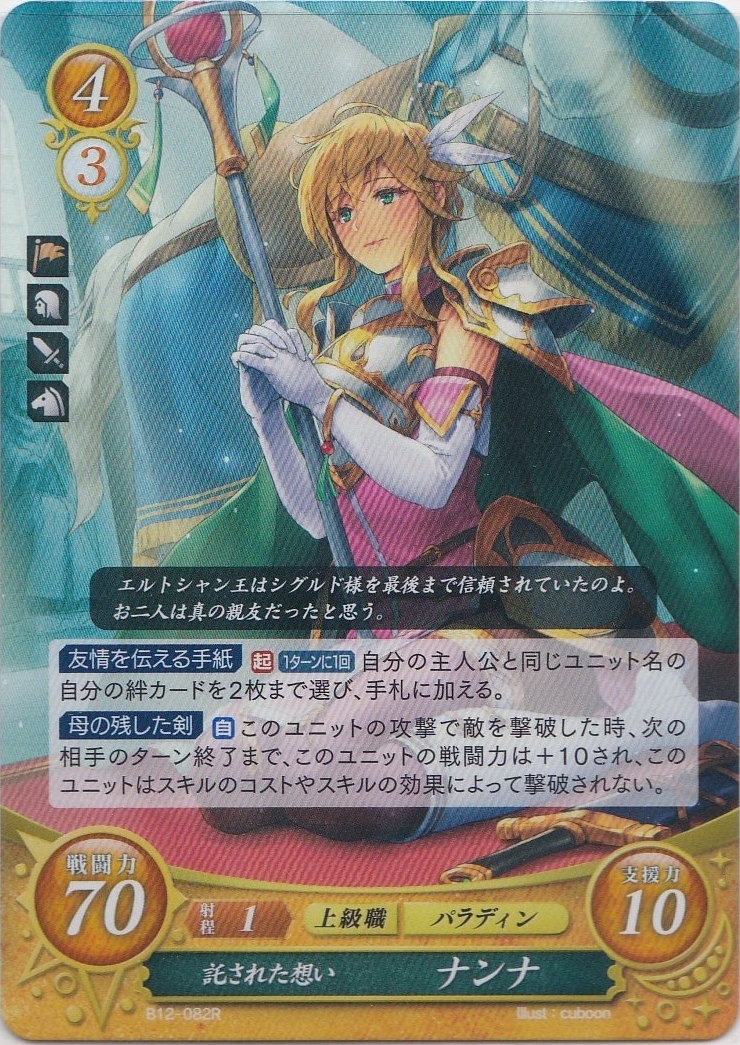 4
3
エルトシャン王はシグルド様を最後まで信頼されていたのよ。
お二人は真の親友だったと思う。
友情を伝える手紙 起 1ターンに1回 自分の主人公と同じユニット名の
自分の絆カードを2枚まで選び、手札に加える。
母の残した剣 自 このユニットの攻撃で敵を撃破した時、次の
相手のターン終了まで、このユニットの戦闘力は+10され、この
ユニットはスキルのコストやスキルの効果によって撃破されない。
戦闘力
70
射程 1
上級職 パラディン
支援力
10
託された想い ナンナ
B12-082R Illust : cuboon